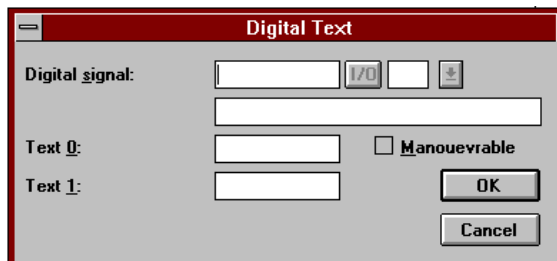 Digital Text
Digital signal: I/O
Text 0: Manouevrable
Text 1: OK
Cancel